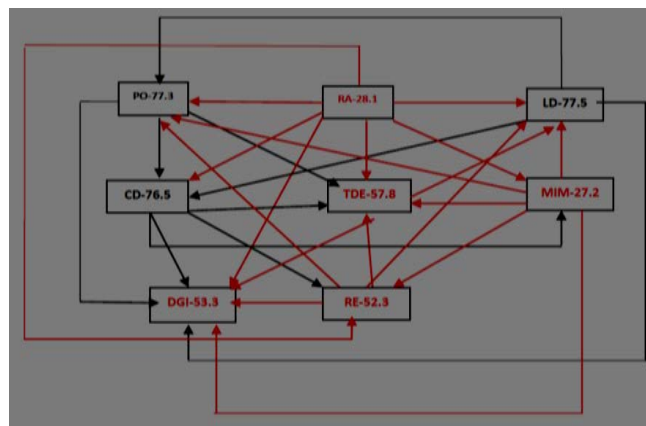 PO-77.3
RA-28.1
LD-77.5
CD-76.5
TDE-57.8
MIM-27.2
DGI-53.3
RE-52.3